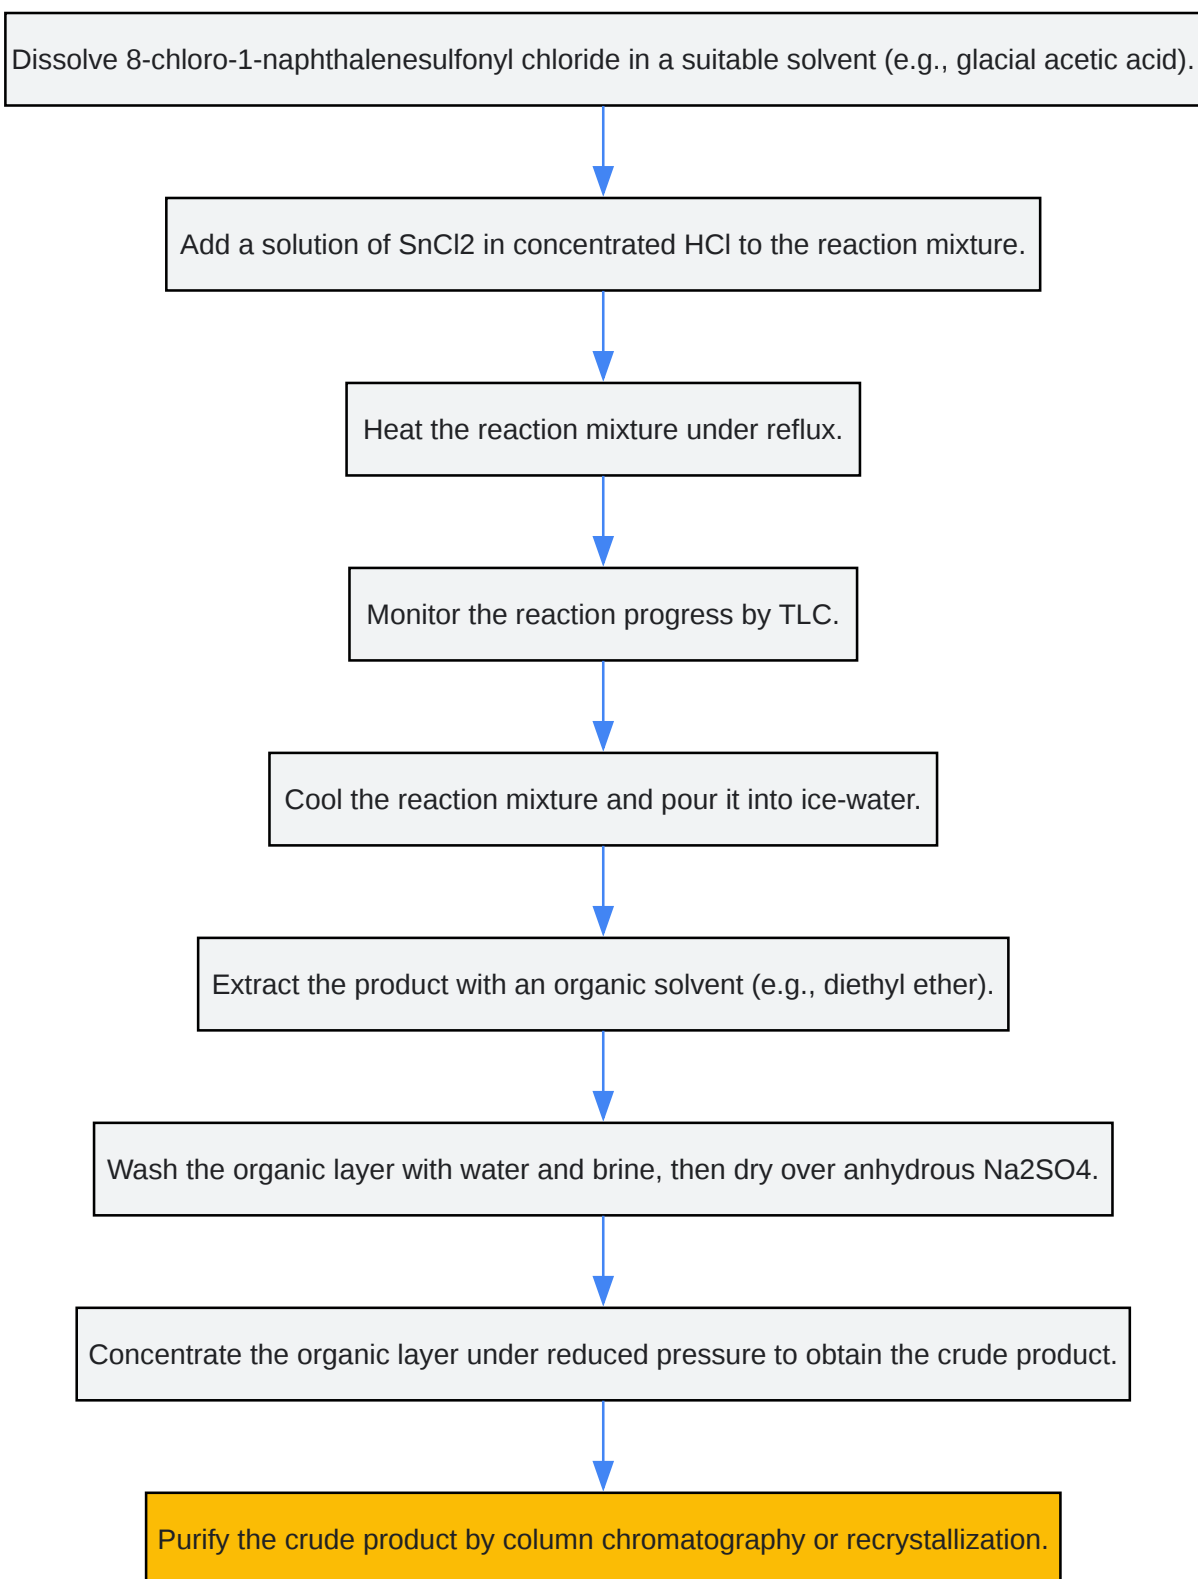 Dissolve 8-chloro-1-naphthalenesulfonyl chloride in a suitable solvent (e.g., glacial acetic acid).
Add a solution of SnCl2 in concentrated HCl to the reaction mixture.
Heat the reaction mixture under reflux.
Monitor the reaction progress by TLC.
Cool the reaction mixture and pour it into ice-water.
Extract the product with an organic solvent (e.g., diethyl ether).
Wash the organic layer with water and brine, then dry over anhydrous Na2SO4.
Concentrate the organic layer under reduced pressure to obtain the crude product.
Purify the crude product by column chromatography or recrystallization.